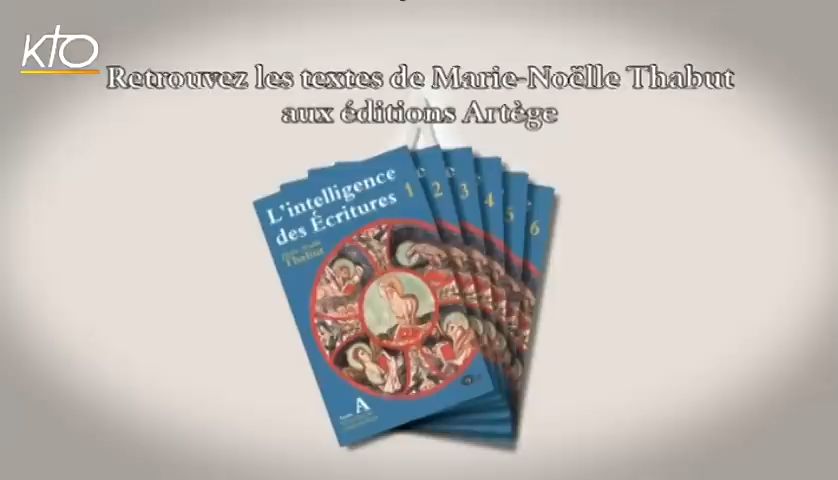 KTO
Retrouvez les textes de Marie-Noëlle Thabut
aux éditions Artège
L'intelligence
des Écritures
Thabut
1
2
3
4
5
6
A